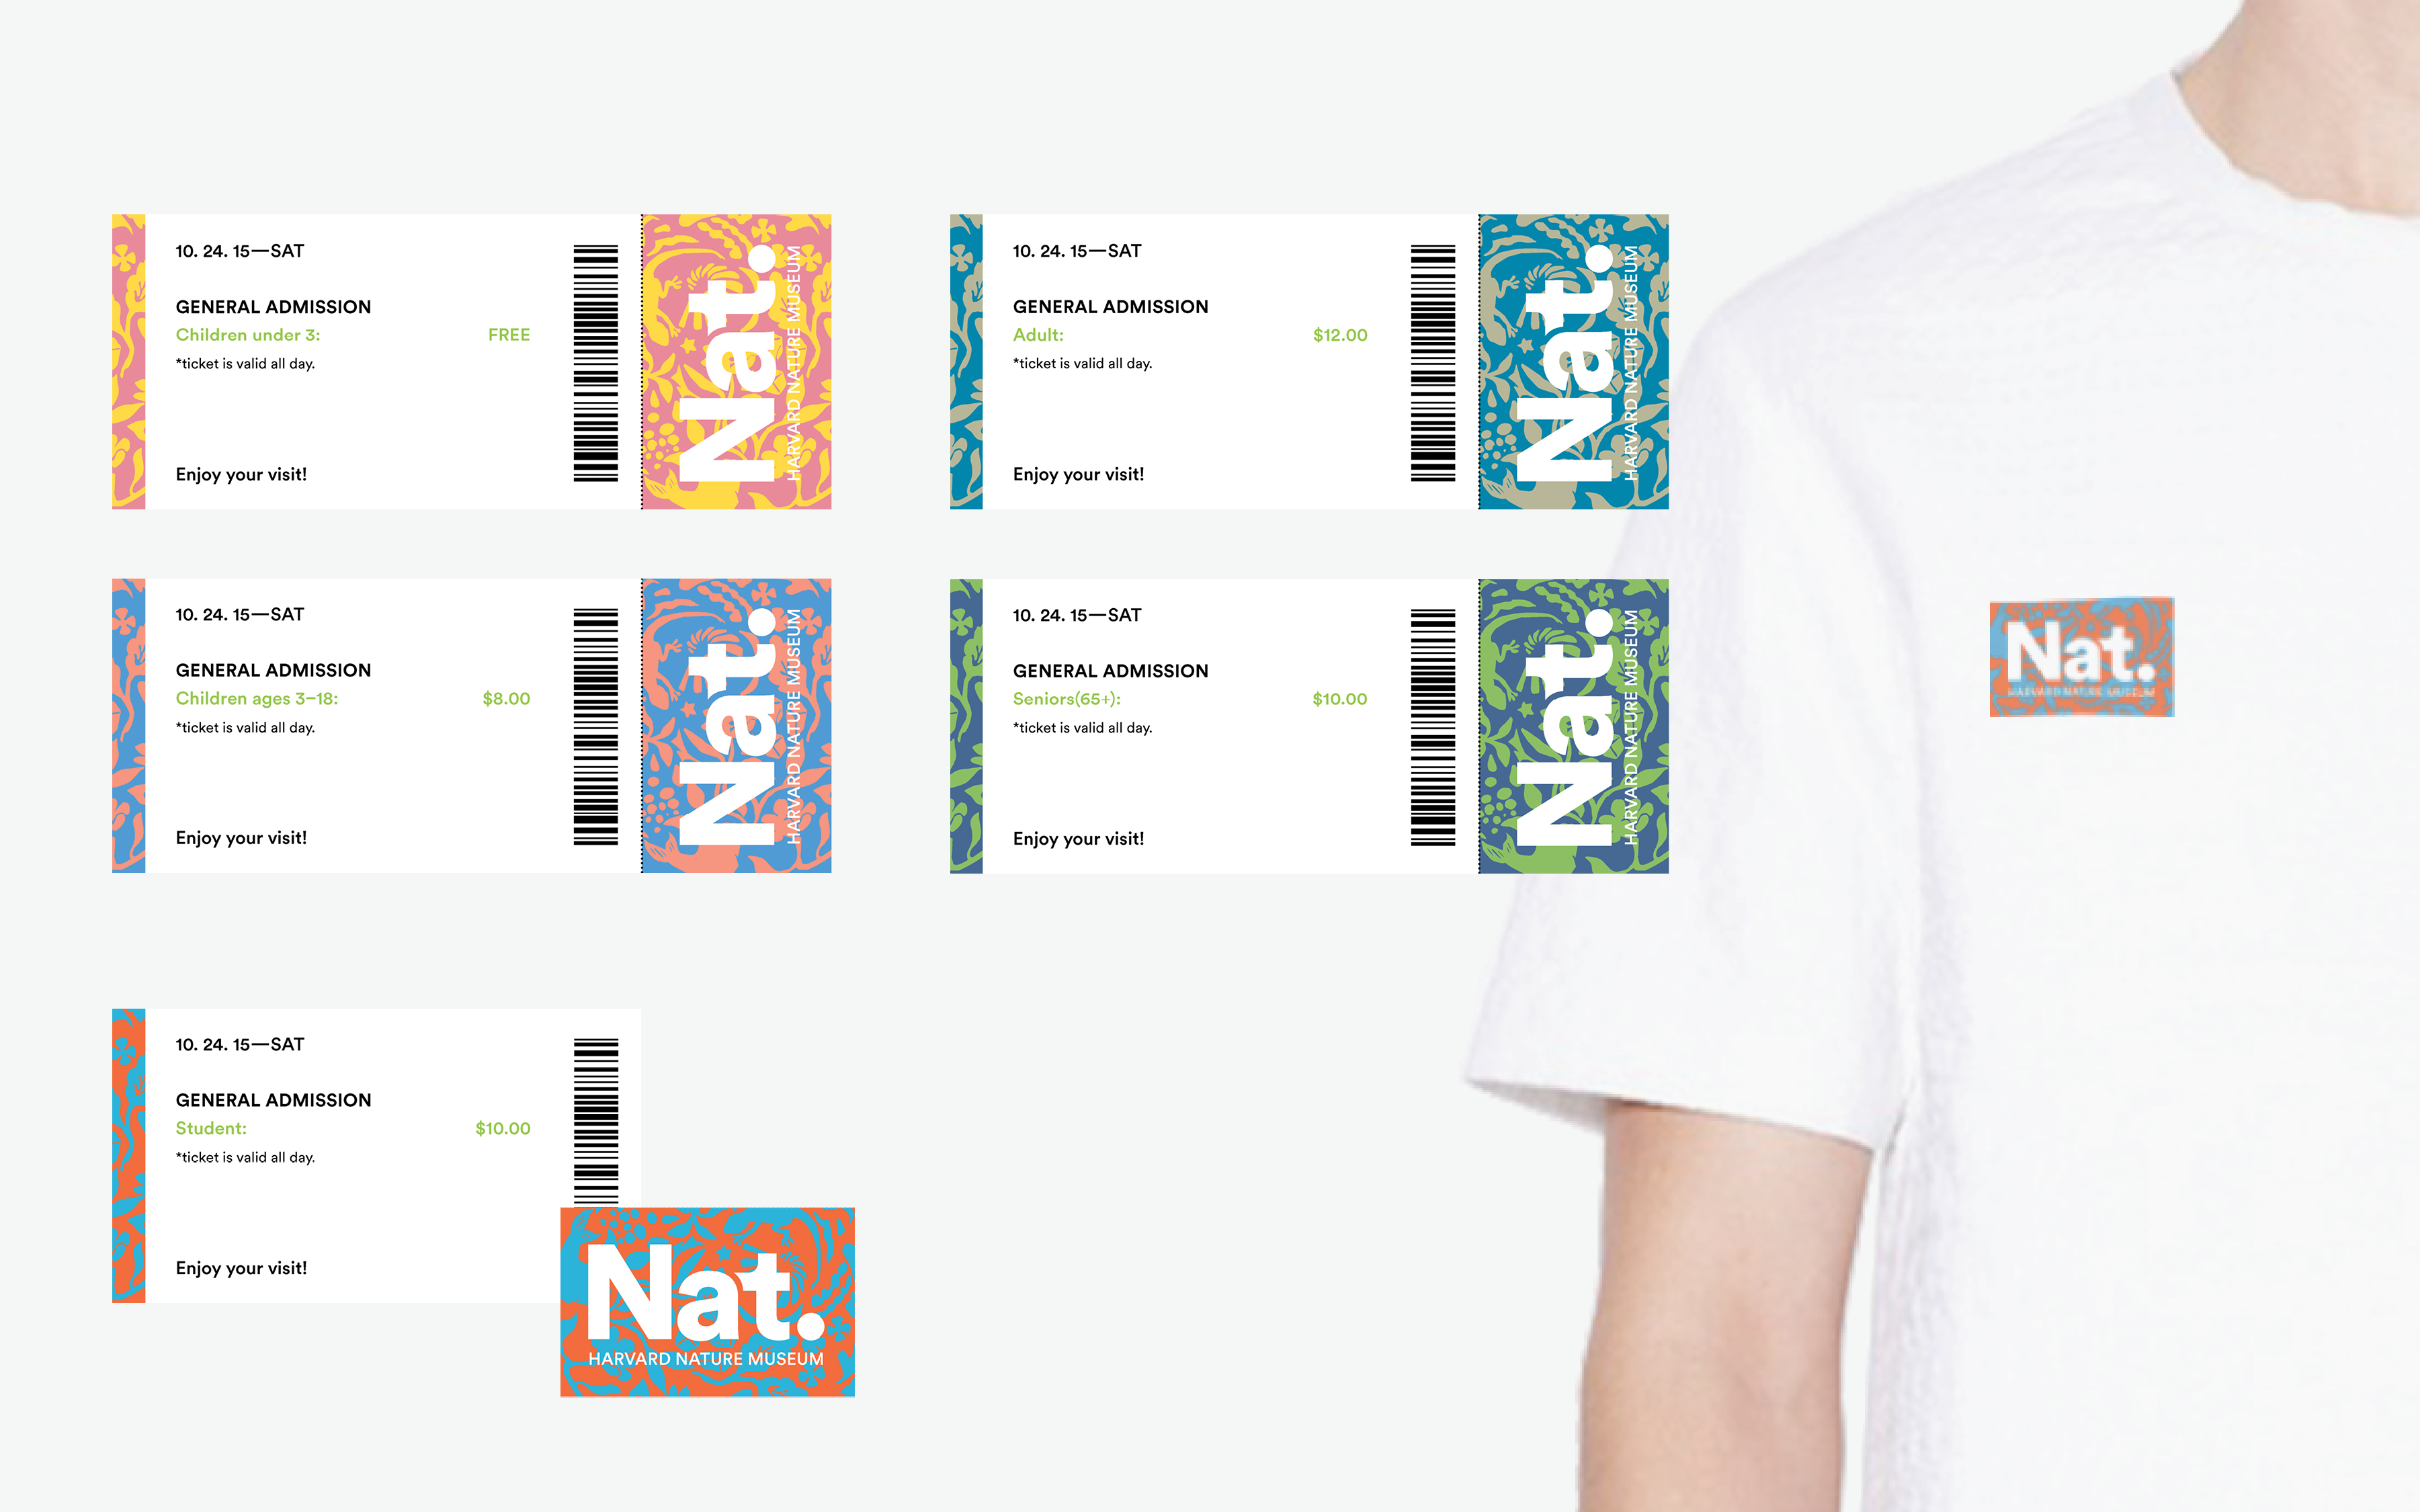 10. 24. 15—SAT
GENERAL ADMISSION
Children under 3: FREE
*ticket is valid all day.
Enjoy your visit!
Nat.
HARVARD NATURE MUSEUM
10. 24. 15—SAT
GENERAL ADMISSION
Adult: $12.00
*ticket is valid all day.
Enjoy your visit!
Nat.
HARVARD NATURE MUSEUM
10. 24. 15—SAT
GENERAL ADMISSION
Children ages 3–18: $8.00
*ticket is valid all day.
Enjoy your visit!
Nat.
HARVARD NATURE MUSEUM
10. 24. 15—SAT
GENERAL ADMISSION
Seniors(65+): $10.00
*ticket is valid all day.
Enjoy your visit!
Nat.
HARVARD NATURE MUSEUM
10. 24. 15—SAT
GENERAL ADMISSION
Student: $10.00
*ticket is valid all day.
Enjoy your visit!
Nat.
HARVARD NATURE MUSEUM
Nat.
HARVARD NATURE MUSEUM